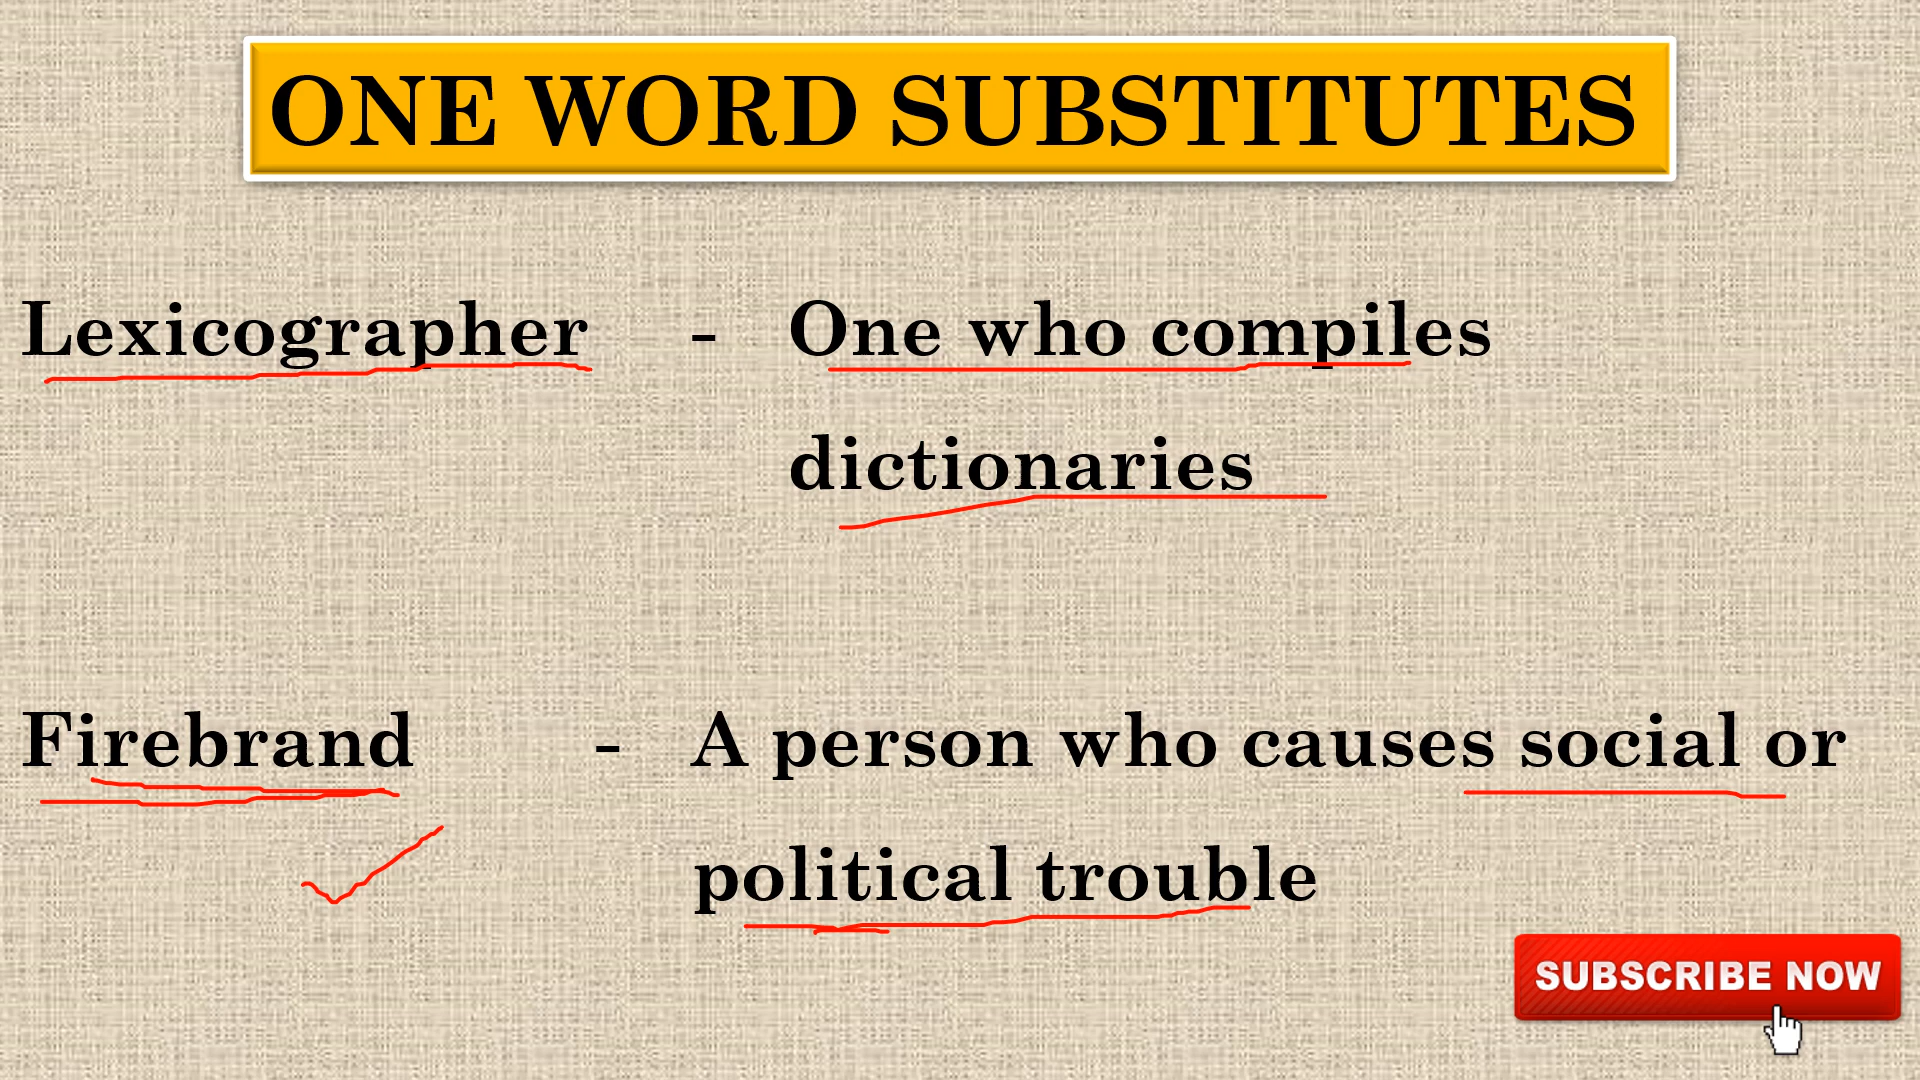 ONE WORD SUBSTITUTES
Lexicographer - One who compiles
dictionaries
Firebrand - A person who causes social or
political trouble
SUBSCRIBE NOW